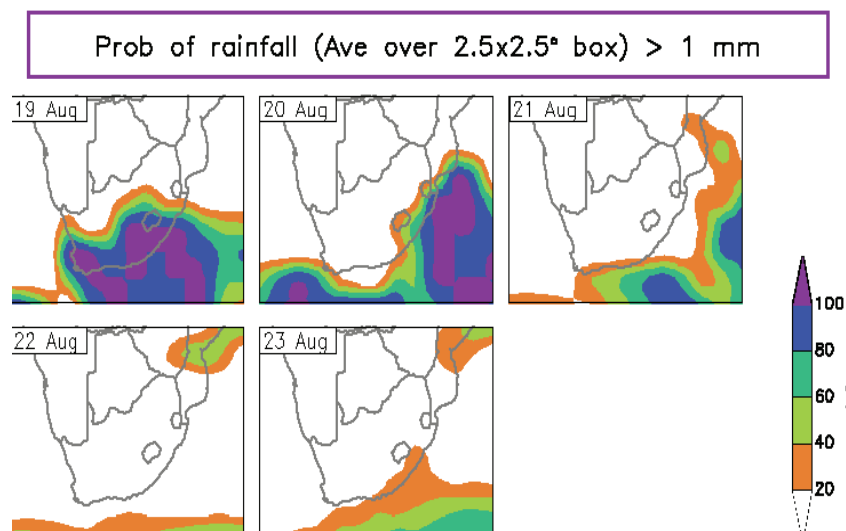 Prob of rainfall (Ave over 2.5x2.5° box) > 1 mm
19 Aug
20 Aug
21 Aug
22 Aug
23 Aug
100
80
60
40
20